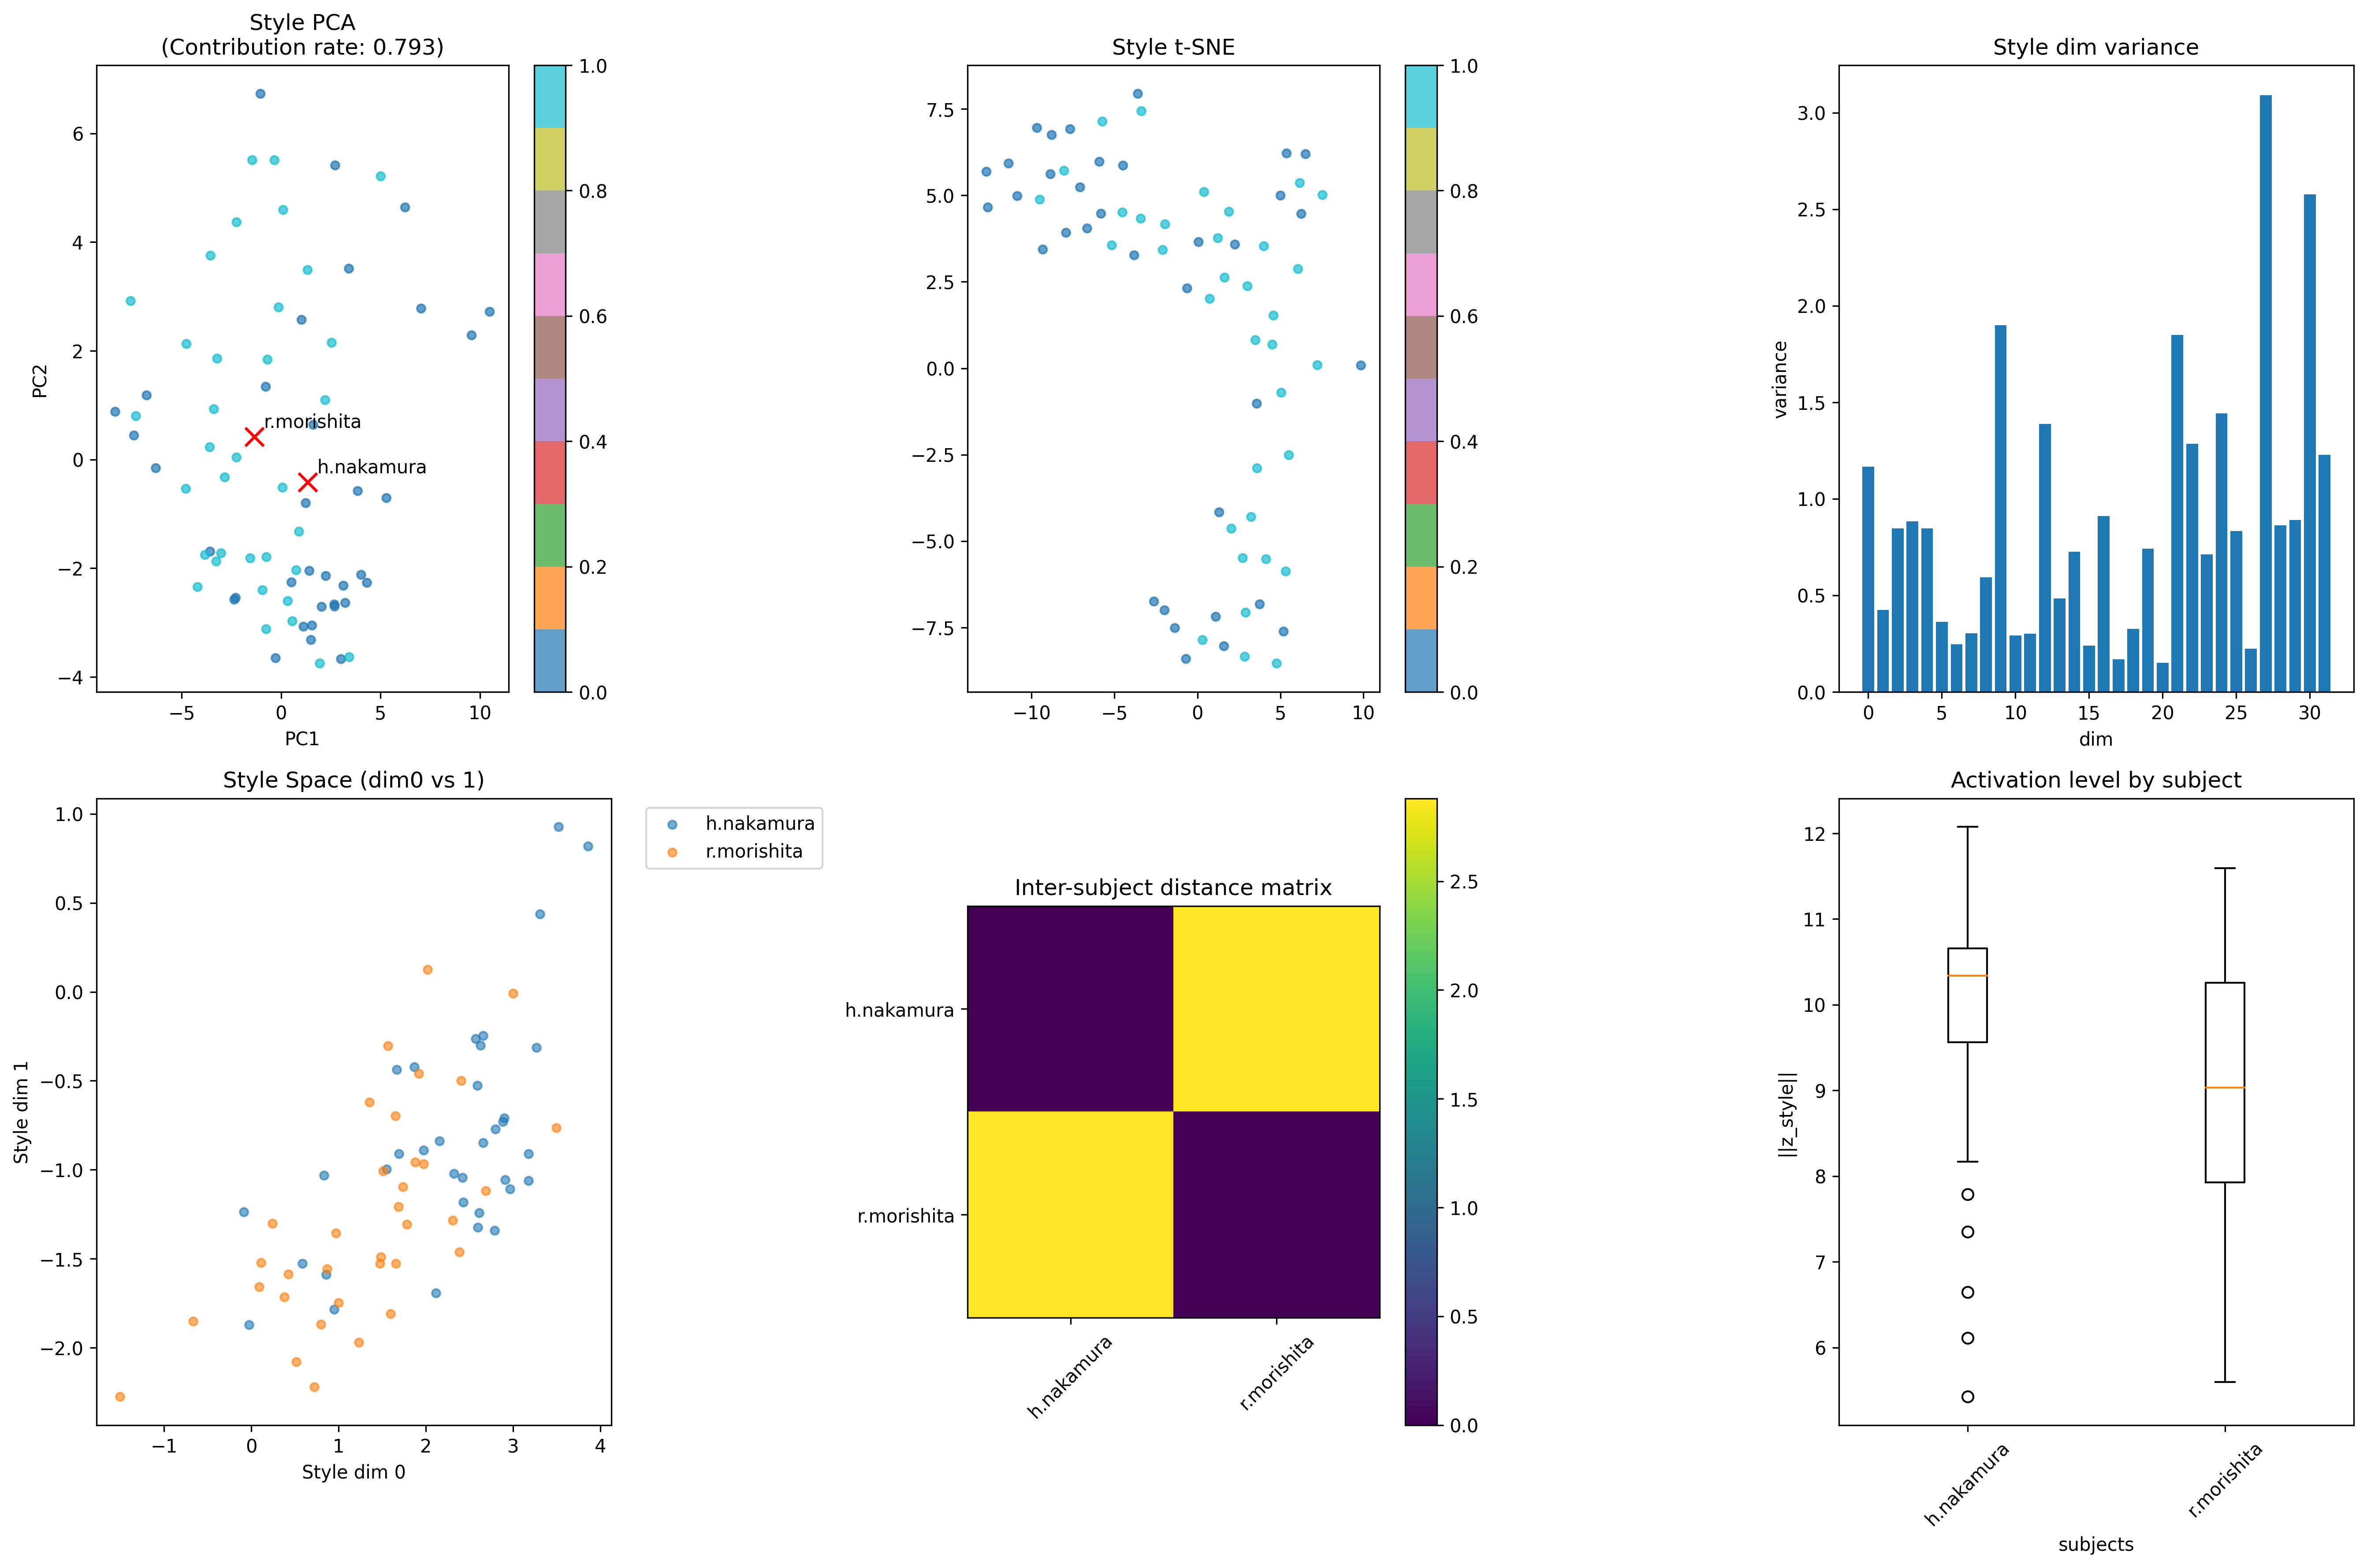 Style PCA
(Contribution rate: 0.793)
PC2
6
4
2
0
−2
−4
−5
0
5
10
PC1
r.morishita
h.nakamura
1.0
0.8
0.6
0.4
0.2
0.0
Style t-SNE
7.5
5.0
2.5
0.0
−2.5
−5.0
−7.5
−10
−5
0
5
10
1.0
0.8
0.6
0.4
0.2
0.0
Style dim variance
variance
3.0
2.5
2.0
1.5
1.0
0.5
0.0
0
5
10
15
20
25
30
dim
Style Space (dim0 vs 1)
Style dim 1
1.0
0.5
0.0
−0.5
−1.0
−1.5
−2.0
−1
0
1
2
3
4
Style dim 0
h.nakamura
r.morishita
Inter-subject distance matrix
h.nakamura
r.morishita
h.nakamura
r.morishita
2.5
2.0
1.5
1.0
0.5
0.0
Activation level by subject
||z_style||
12
11
10
9
8
7
6
h.nakamura
r.morishita
subjects